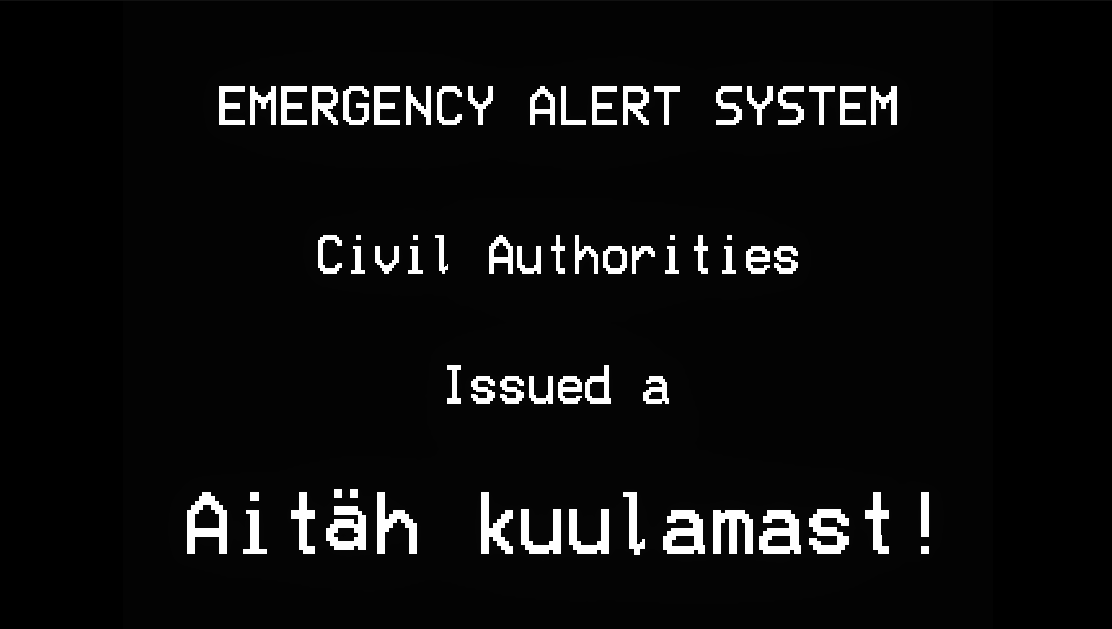 EMERGENCY ALERT SYSTEM
Civil Authorities
Issued a
Aitäh kuulamast!